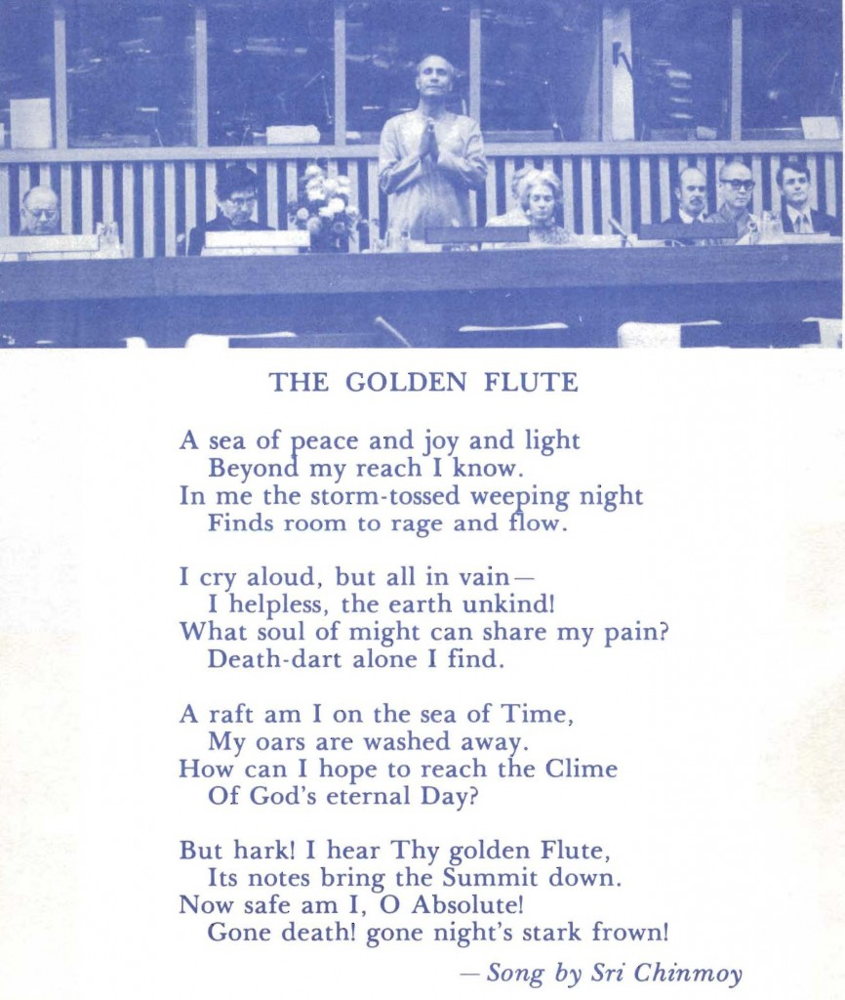 THE GOLDEN FLUTE
A sea of peace and joy and light
Beyond my reach I know.
In me the storm-tossed weeping night
Finds room to rage and flow.
I cry aloud, but all in vain—
I helpless, the earth unkind!
What soul of might can share my pain?
Death-dart alone I find.
A raft am I on the sea of Time,
My oars are washed away.
How can I hope to reach the Clime
Of God's eternal Day?
But hark! I hear Thy golden Flute,
Its notes bring the Summit down.
Now safe am I, O Absolute!
Gone death! gone night's stark frown!
—Song by Sri Chinmoy